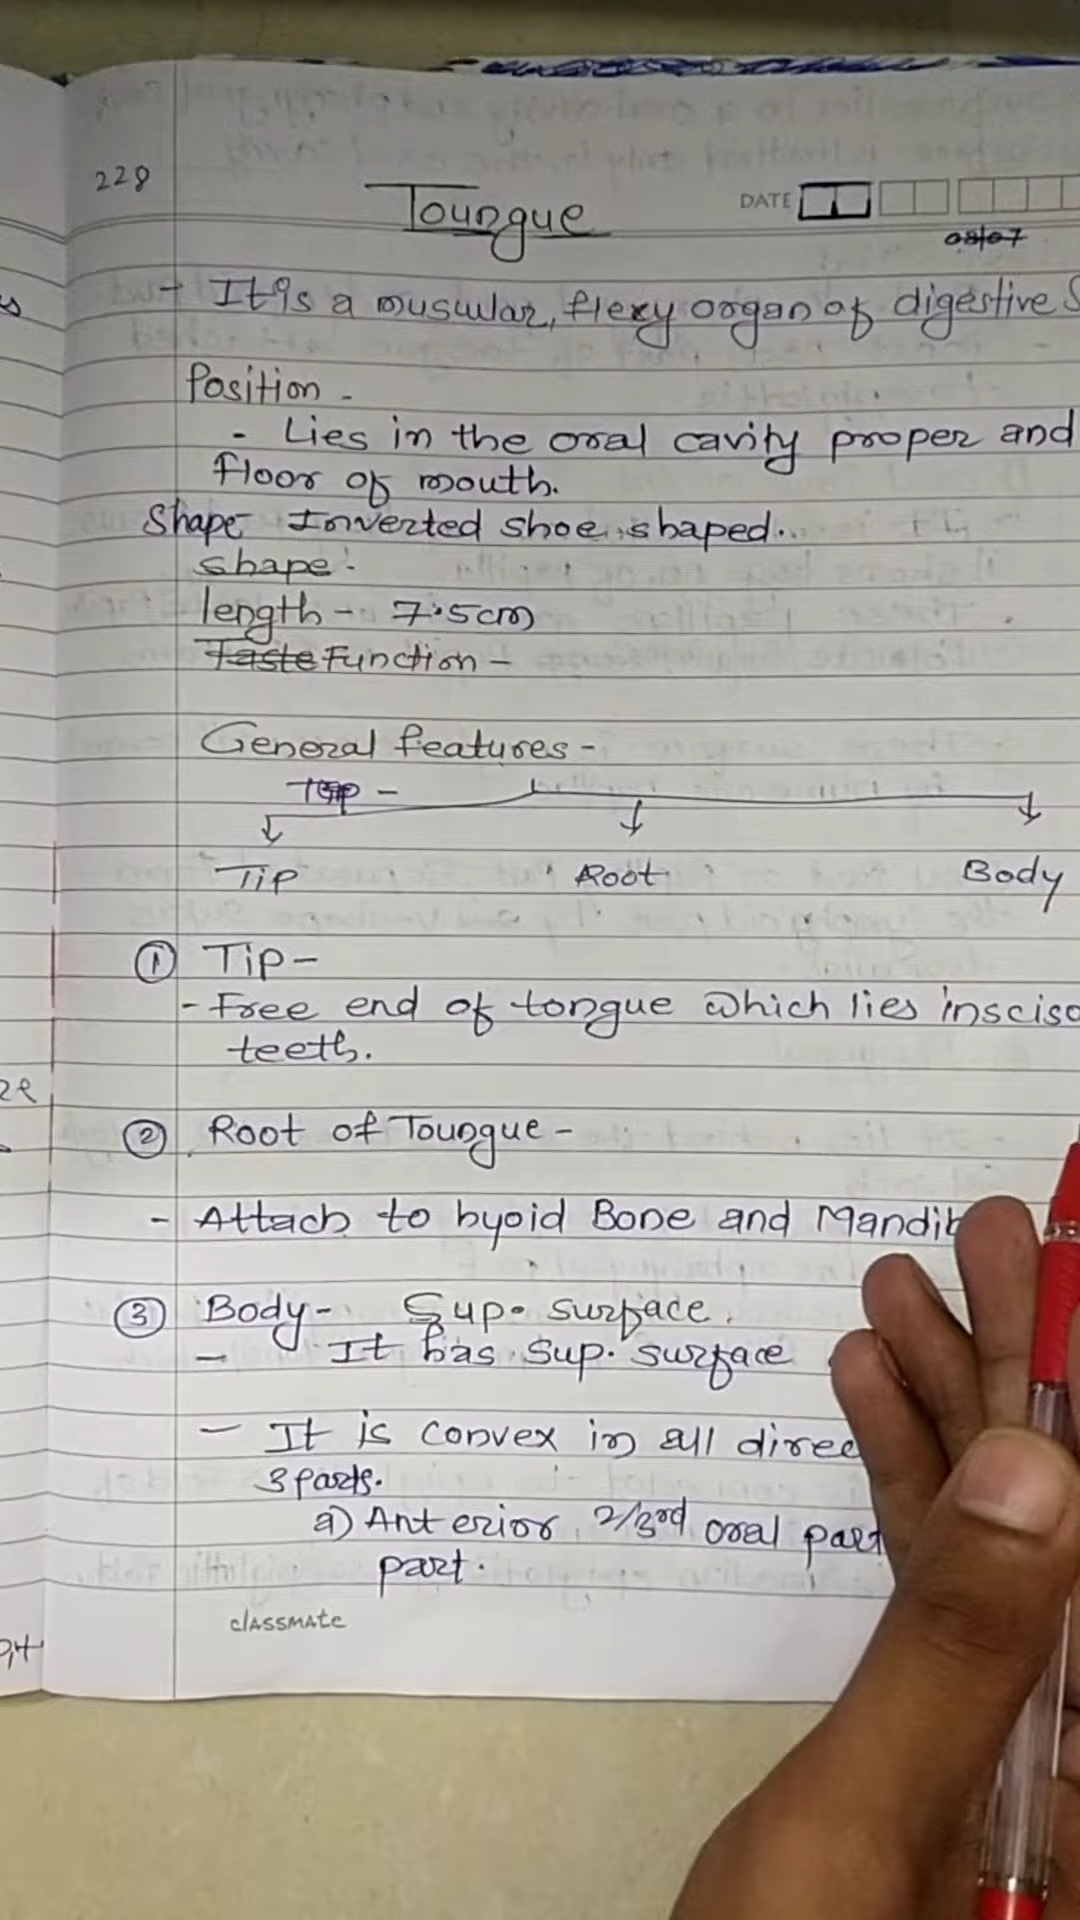 228
Toungue
DATE
08/07
- It is a muscular, flexy organ of digestive S
Position -
- Lies in the oral cavity proper and
floor of mouth.
Shape - Inverted shoe shaped.
shape -
length - 7.5cm
Taste Function -
General features -
Tip Root Body
① Tip -
- Free end of tongue which lies insciso
teeth.
② Root of Toungue -
- Attach to hyoid Bone and Mandib
③ Body - Sup. surface.
- It has sup. surface
- It is convex in all direc
3 parts.
a) Anterior 2/3rd oral part
part.
classmate